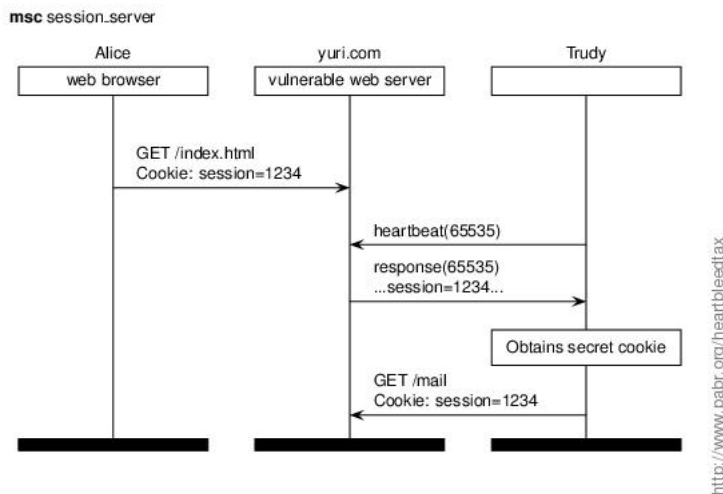 msc session_server
Alice
yuri.com
Trudy
web browser
vulnerable web server
GET /index.html
Cookie: session=1234
heartbeat(65535)
response(65535)
...session=1234...
Obtains secret cookie
GET /mail
Cookie: session=1234
http://www.pabr.org/heartbleedtax